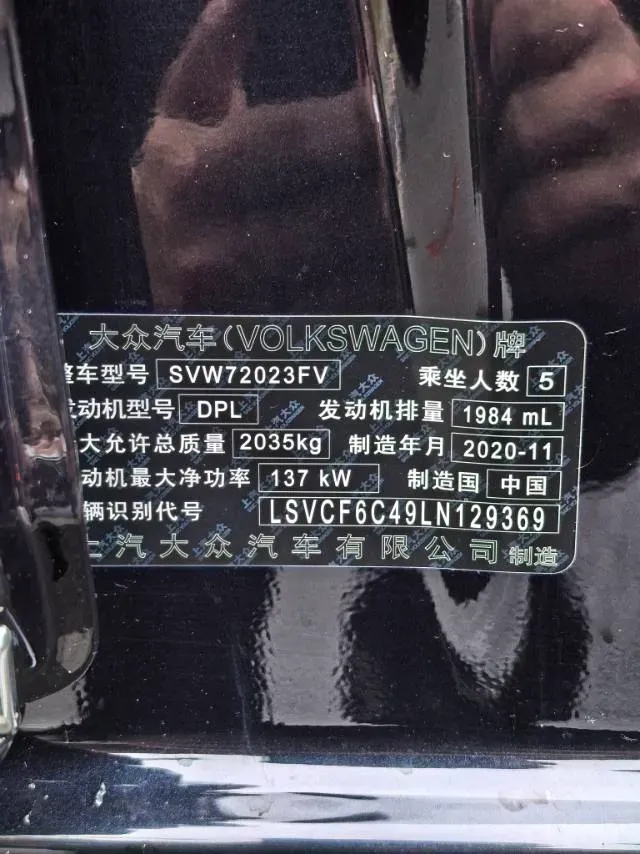 大众汽车(VOLKSWAGEN)牌
整车型号 SVW72023FV 乘坐人数 5
发动机型号 DPL 发动机排量 1984 mL
大允许总质量 2035kg 制造年月 2020-11
动机最大净功率 137 kW 制造国 中国
辆识别代号 LSVCF6C49LN129369
上汽大众汽车有限公司 制造